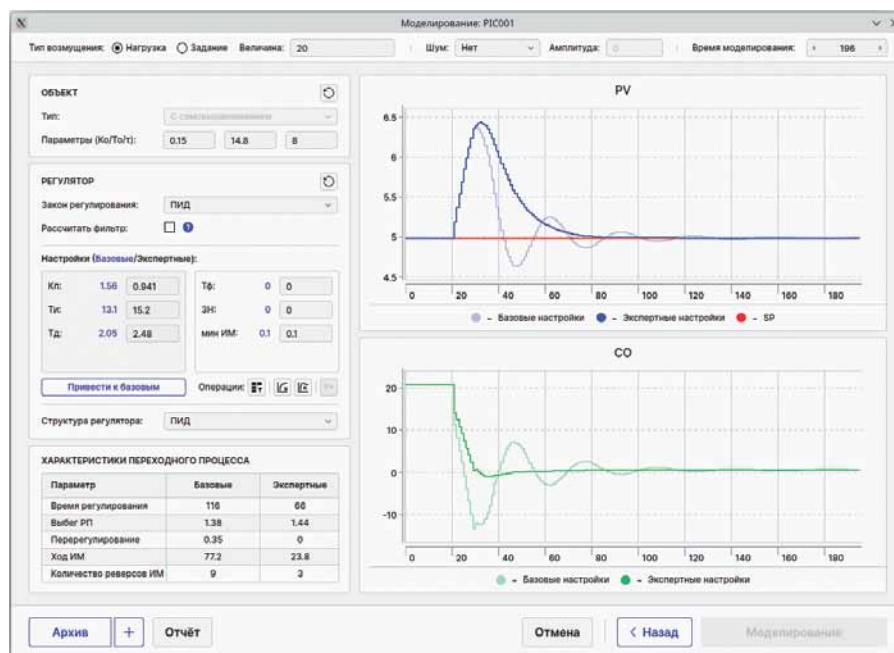 Моделирование: PIC001
Тип возмущения: Нагрузка Задание Величина: 20 Шум: Нет Амплитуда: 0 Время моделирования: 196
ОБЪЕКТ
Тип: С самовыравниванием
Параметры (Ko/To/τ): 0.15 14.8 8
РЕГУЛЯТОР
Закон регулирования: ПИД
Рассчитать фильтр:
Настройки (Базовые/Экспертные):
Кп: 1.56 0.941 Тф: 0 0
Ти: 13.1 15.2 ЗН: 0 0
Тд: 2.05 2.48 мин ИМ: 0.1 0.1
Привести к базовым Операции:
Структура регулятора: ПИД
ХАРАКТЕРИСТИКИ ПЕРЕХОДНОГО ПРОЦЕССА
Параметр Базовые Экспертные
Время регулирования 116 66
Выбег РП 1.38 1.44
Перерегулирование 0.35 0
Ход ИМ 77.2 23.8
Количество реверсов ИМ 9 3
PV
6.5
6
5.5
5
4.5
0 20 40 60 80 100 120 140 160 180
- Базовые настройки - Экспертные настройки - SP
CO
20
10
0
-10
0 20 40 60 80 100 120 140 160 180
- Базовые настройки - Экспертные настройки
Архив + Отчёт Отмена < Назад Моделирование